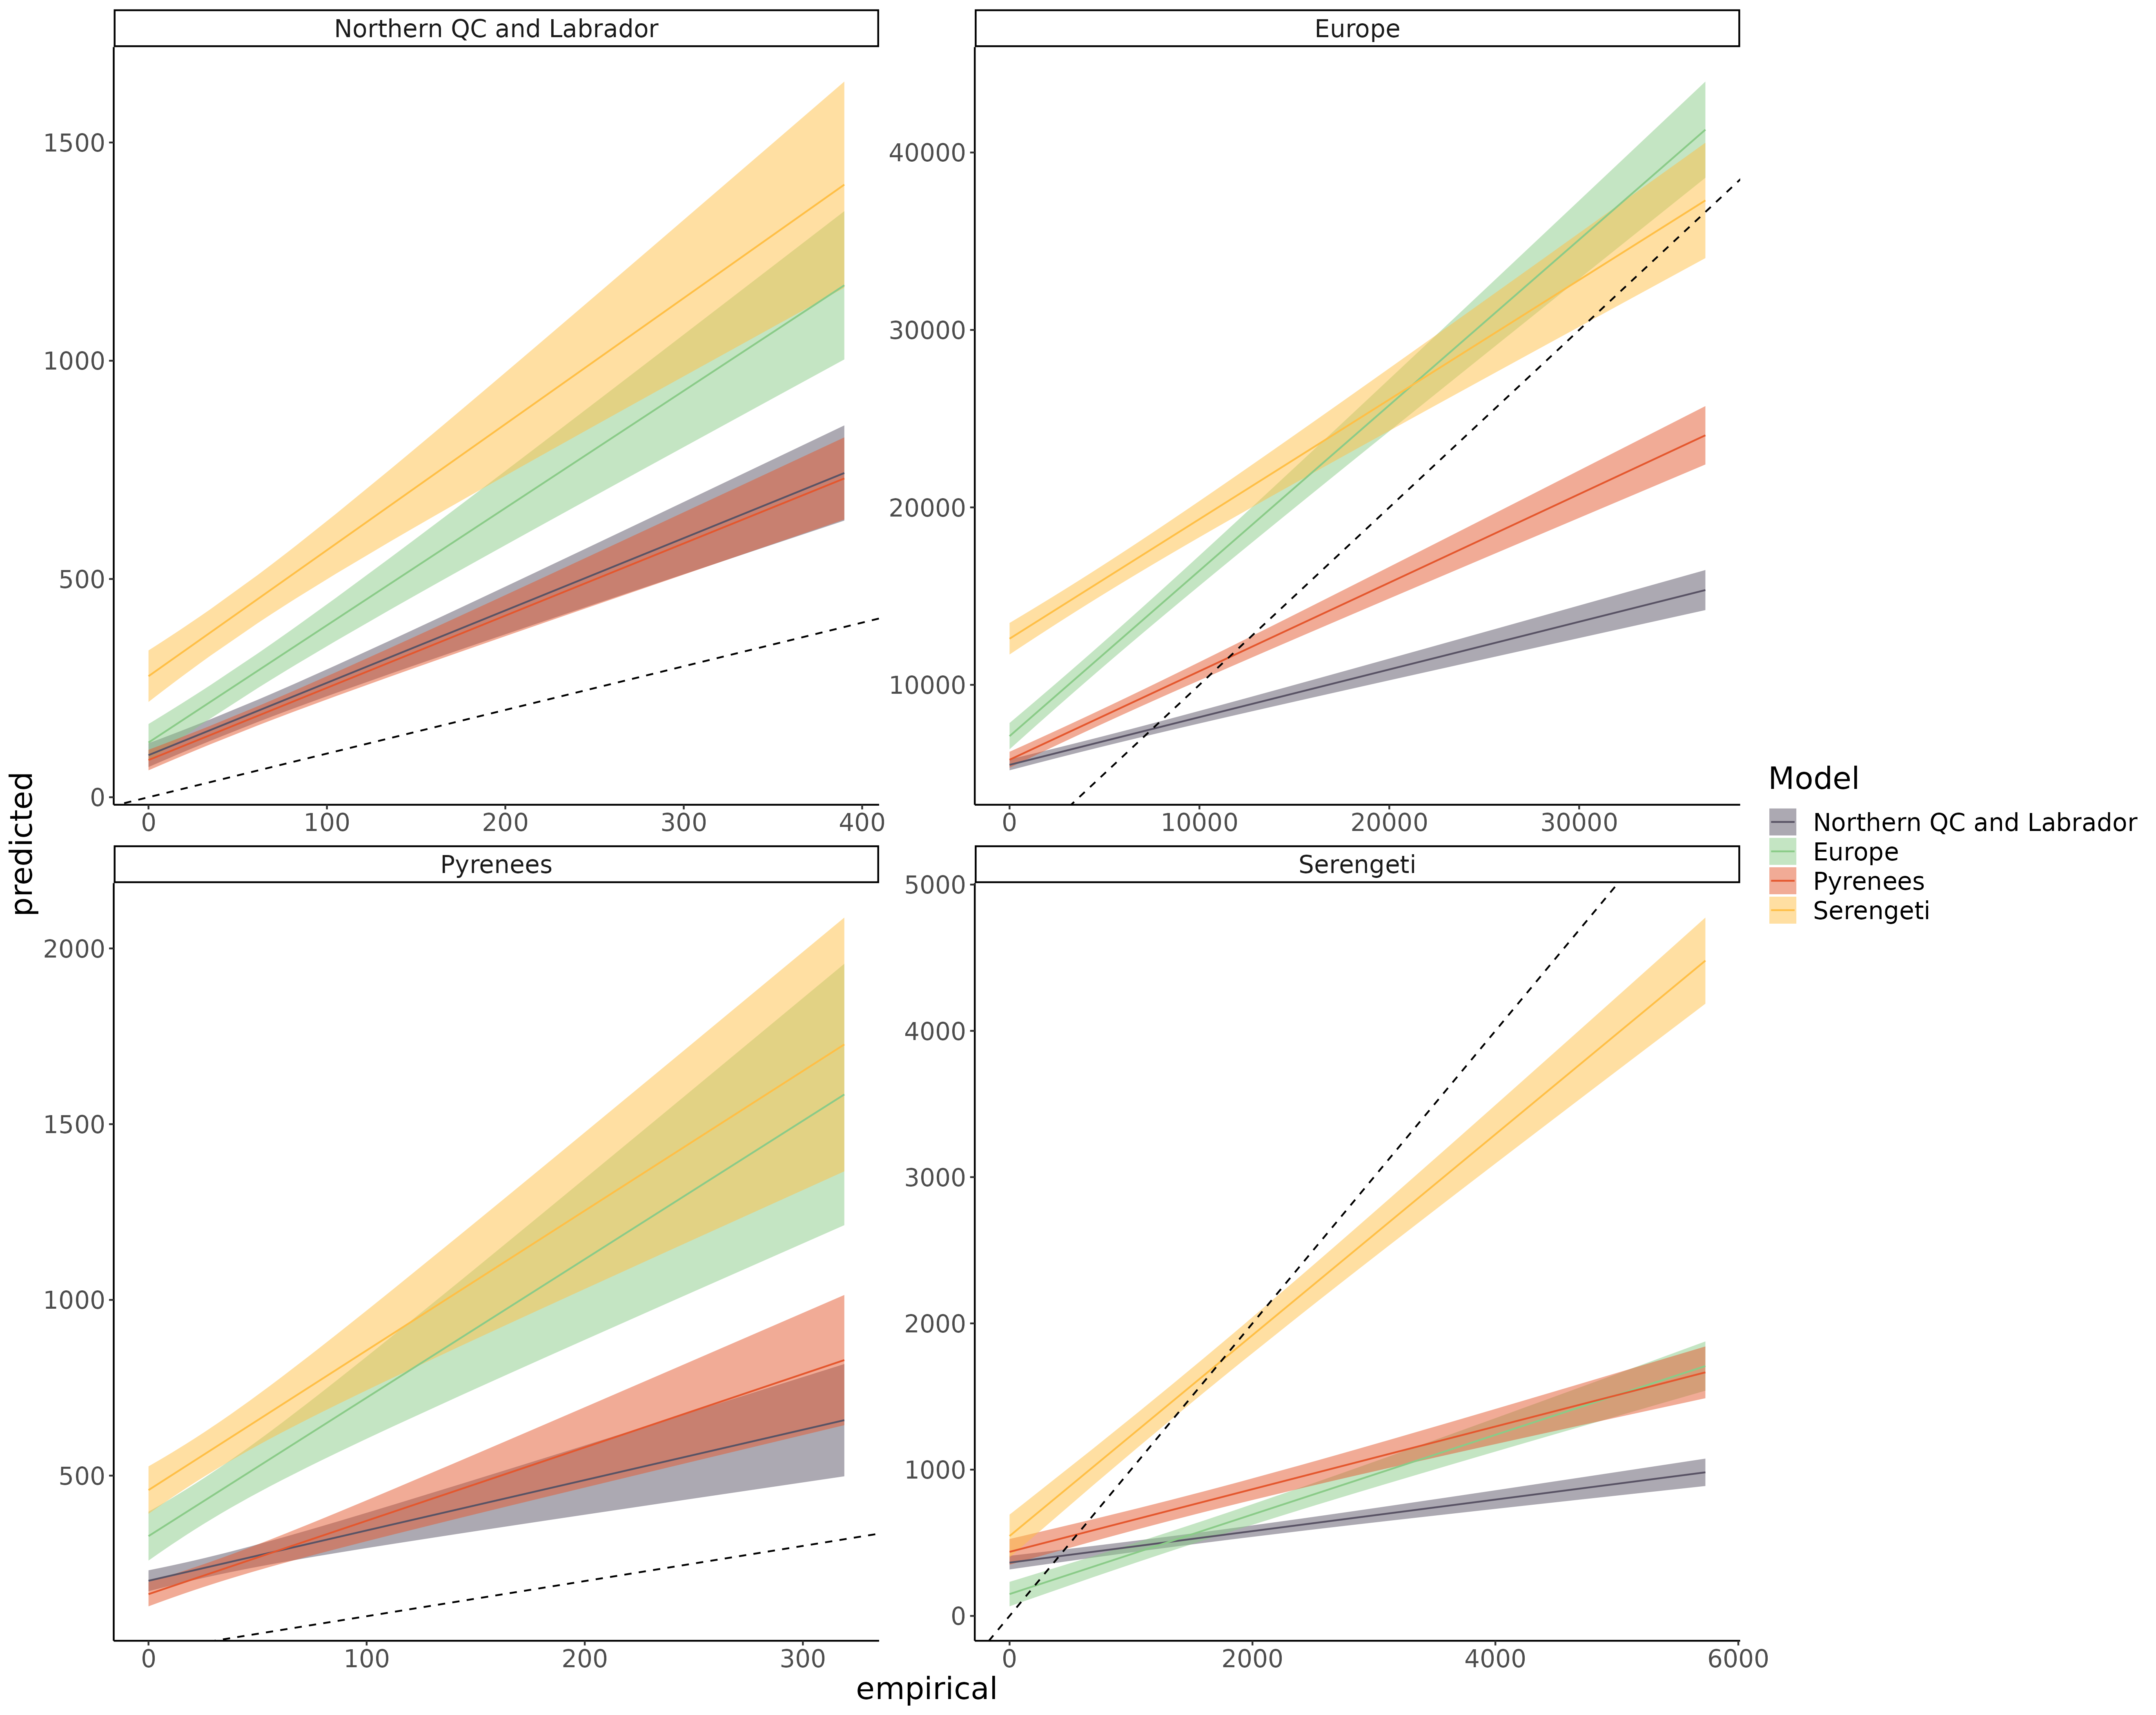 Northern QC and Labrador
Europe
1500
1000
500
0
0 100 200 300 400
40000
30000
20000
10000
0 10000 20000 30000
Pyrenees
Serengeti
2000
1500
1000
500
0 100 200 300
5000
4000
3000
2000
1000
0
0 2000 4000 6000
predicted
empirical
Model
Northern QC and Labrador
Europe
Pyrenees
Serengeti